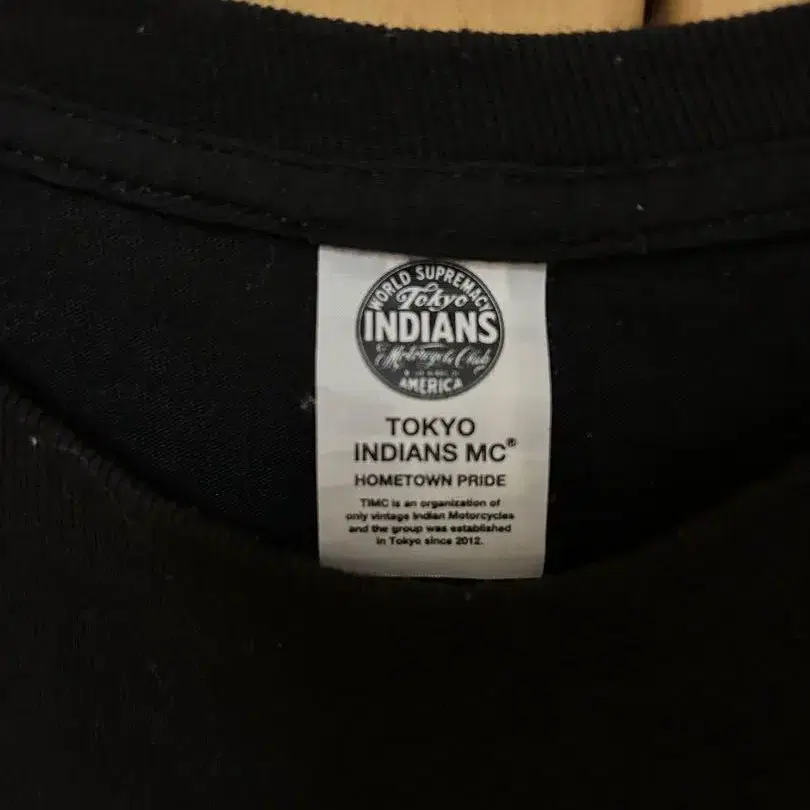 WORLD SUPREMACY
Tokyo
INDIANS
Motorcycle Club
AMERICA
TOKYO
INDIANS MC®
HOMETOWN PRIDE
TIMC is an organization of
only vintage Indian Motorcycles
and the group was established
in Tokyo since 2012.